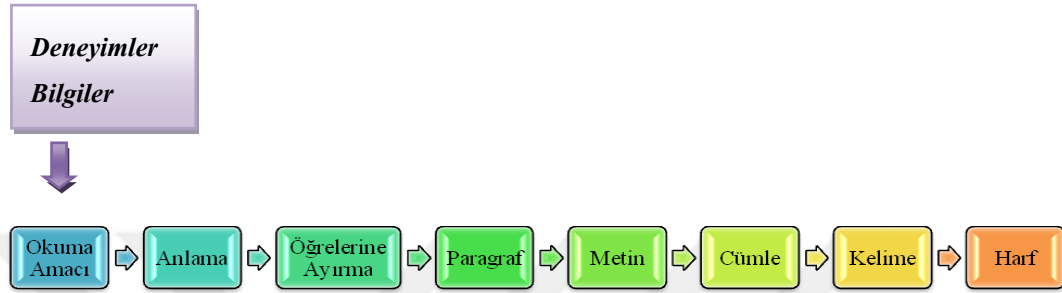 Deneyimler
Bilgiler
Okuma
Amacı
Anlama
Öğrelerine
Ayırma
Paragraf
Metin
Cümle
Kelime
Harf